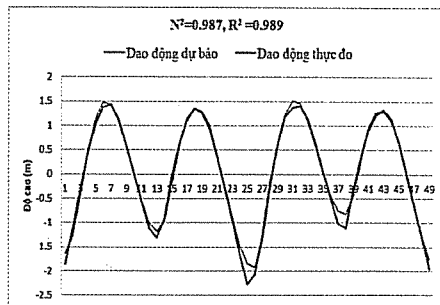 N²=0.987, R² =0.989
Dao động dự bảo Dao động thực đo
Độ cao (m)
2
1.5
1
0.5
0
-0.5
-1
-1.5
-2
-2.5
1 3 5 7 9 11 13 15 17 19 21 23 25 27 29 31 33 35 37 39 41 43 45 47 49